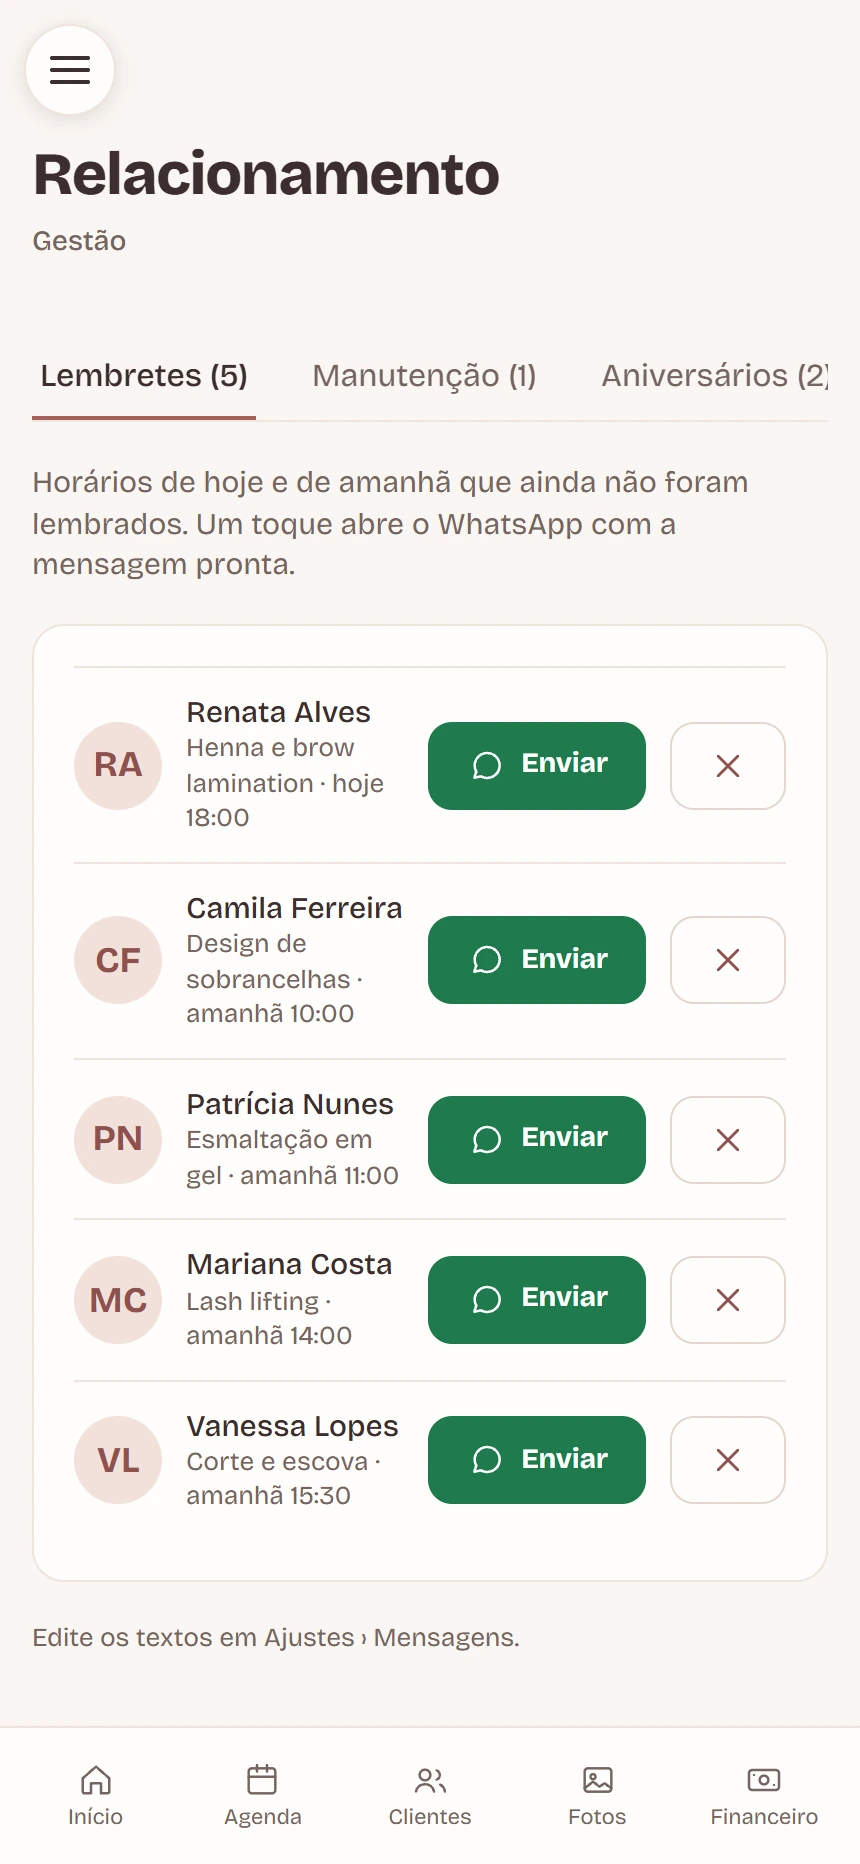 Relacionamento
Gestão
Lembretes (5)
Manutenção (1)
Aniversários (2)
Horários de hoje e de amanhã que ainda não foram
lembrados. Um toque abre o WhatsApp com a
mensagem pronta.
RA
Renata Alves
Henna e brow
lamination · hoje
18:00
Enviar
CF
Camila Ferreira
Design de
sobrancelhas ·
amanhã 10:00
Enviar
PN
Patrícia Nunes
Esmaltação em
gel · amanhã 11:00
Enviar
MC
Mariana Costa
Lash lifting ·
amanhã 14:00
Enviar
VL
Vanessa Lopes
Corte e escova ·
amanhã 15:30
Enviar
Edite os textos em Ajustes › Mensagens.
Início
Agenda
Clientes
Fotos
Financeiro